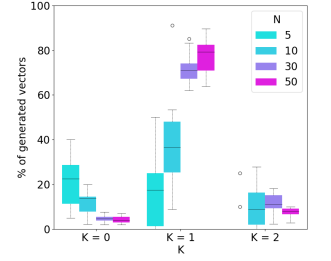 % of generated vectors
100
80
60
40
20
0
N
5
10
30
50
K = 0
K = 1
K = 2
K